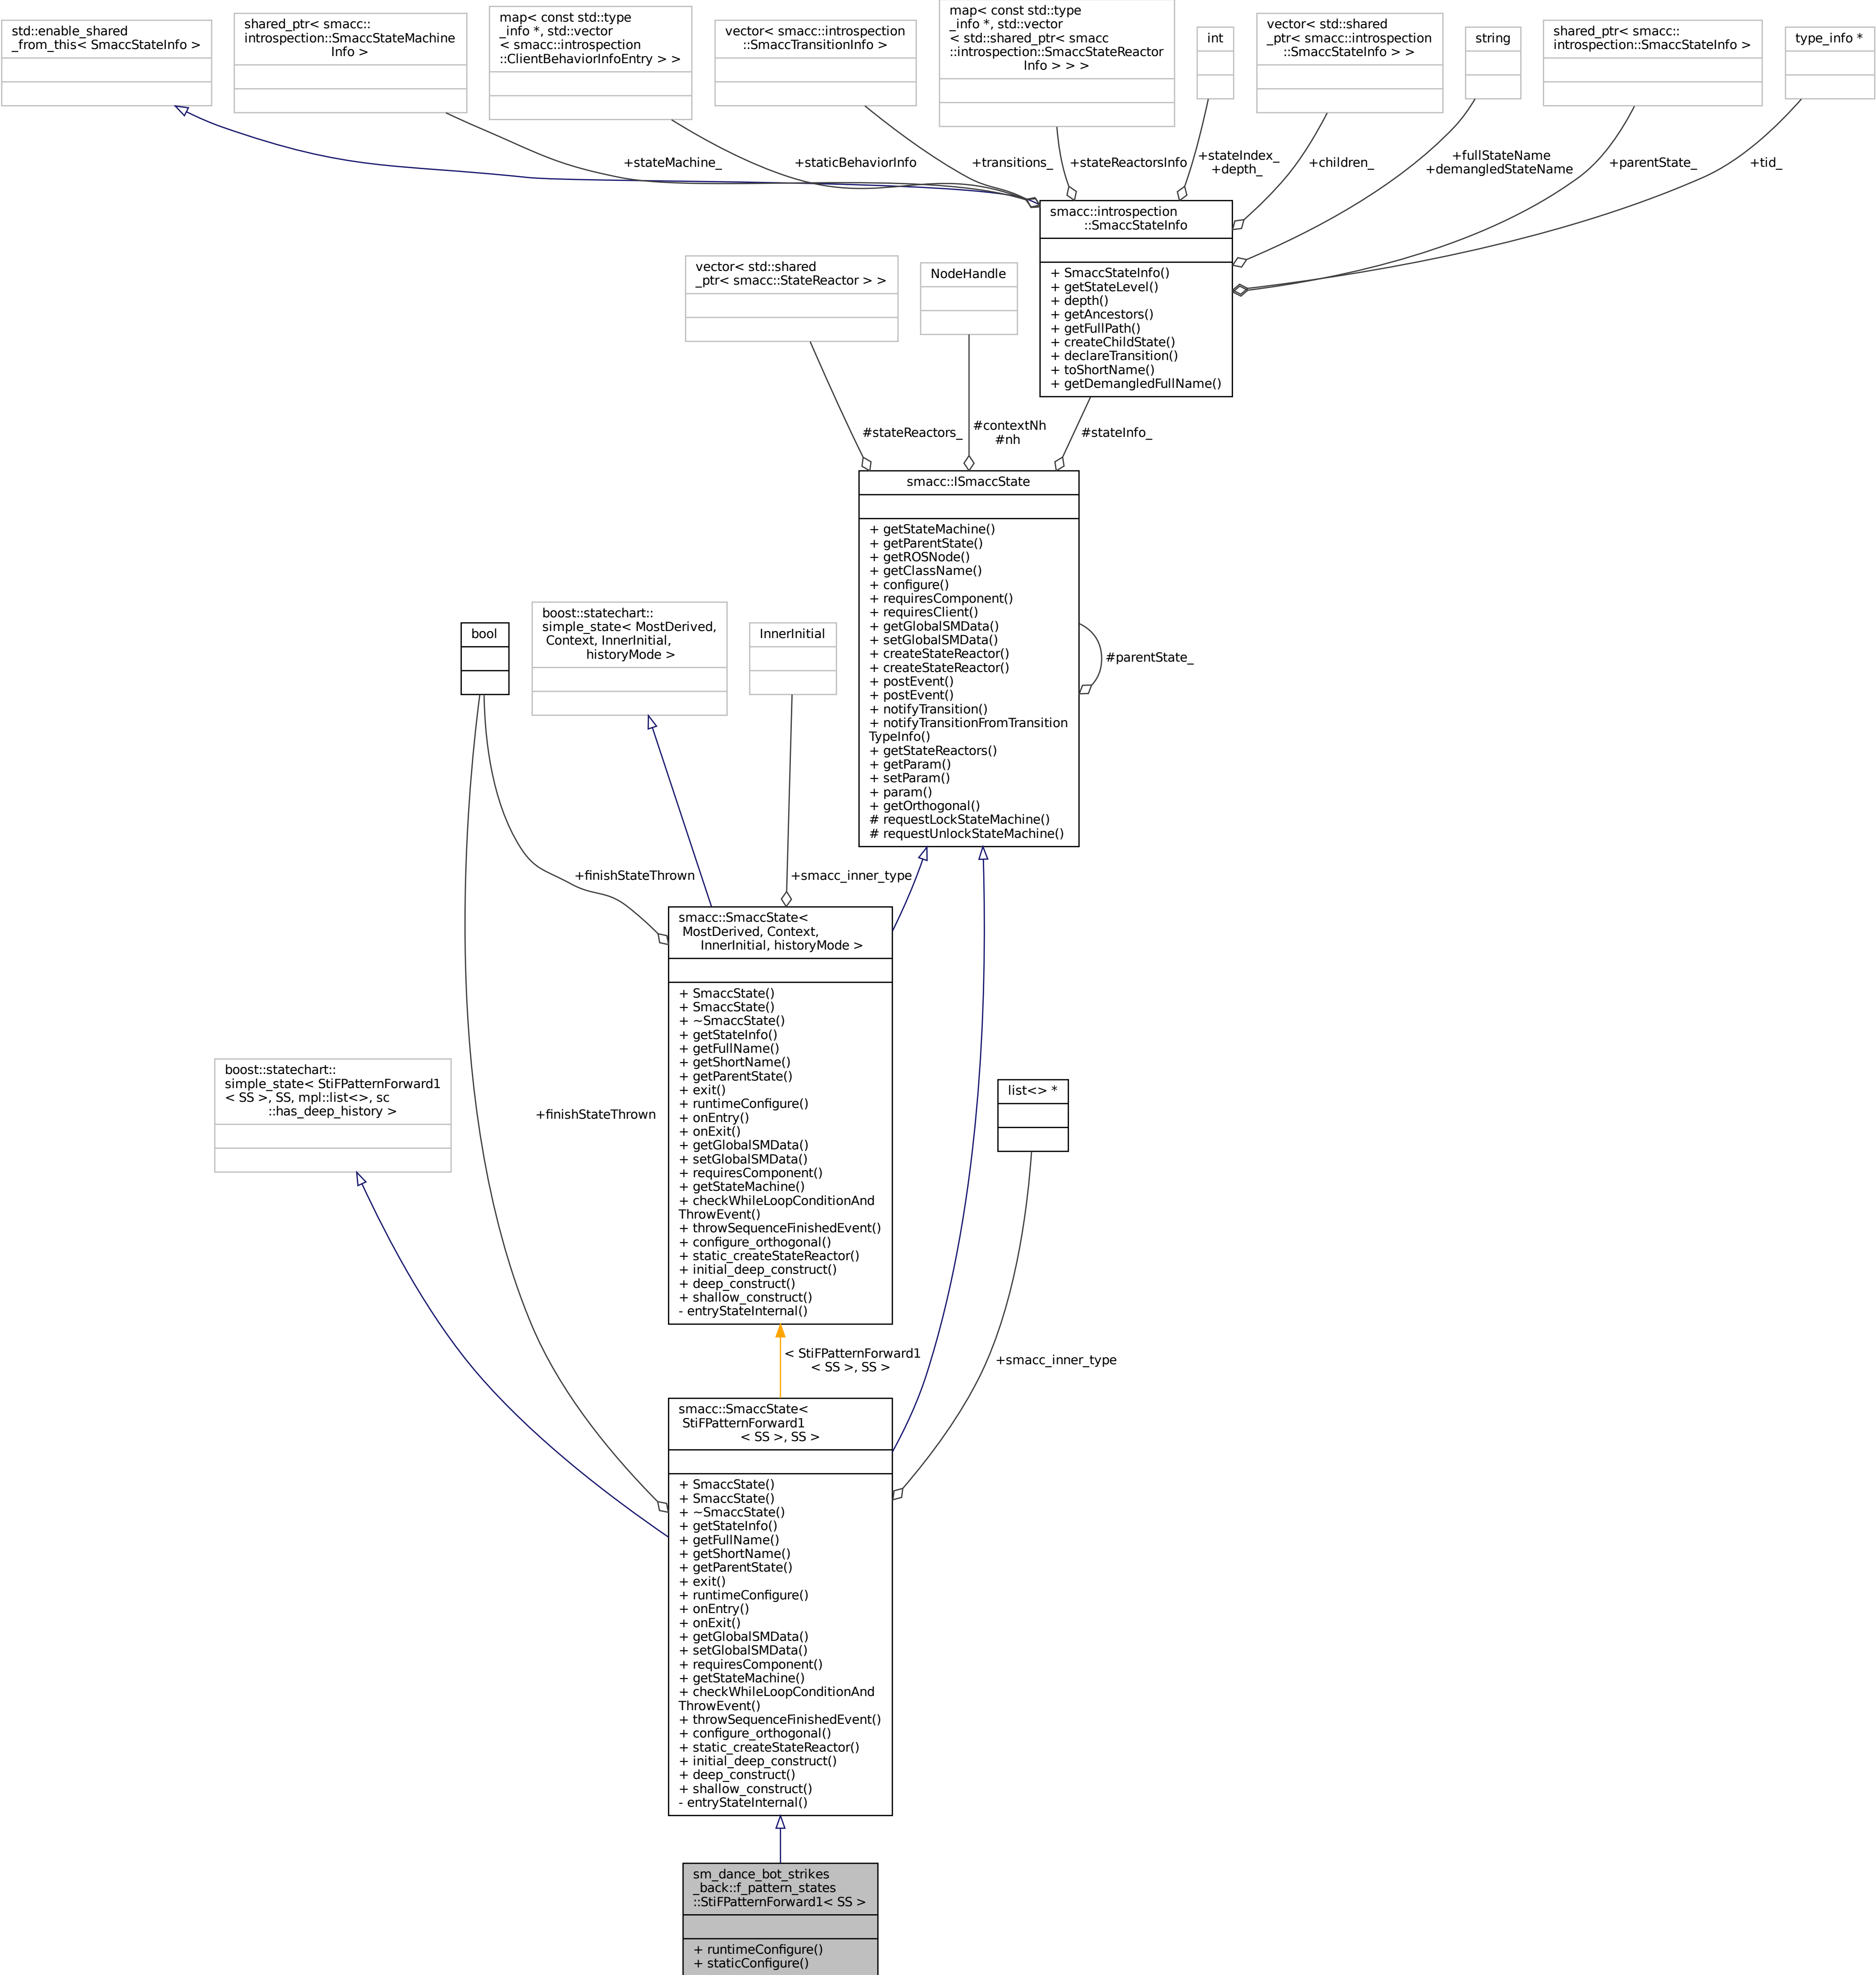 std::enable_shared
_from_this< SmaccStateInfo >
shared_ptr< smacc::
introspection::SmaccStateMachine
Info >
map< const std::type
_info *, std::vector
< smacc::introspection
::ClientBehaviorInfoEntry > >
vector< smacc::introspection
::SmaccTransitionInfo >
map< const std::type
_info *, std::vector
< std::shared_ptr< smacc
::introspection::SmaccStateReactor
Info > > >
int
vector< std::shared
_ptr< smacc::introspection
::SmaccStateInfo > >
string
shared_ptr< smacc::
introspection::SmaccStateInfo >
type_info *
+stateMachine_
+staticBehaviorInfo
+transitions_
+stateReactorsInfo
+stateIndex_
+depth_
+children_
+fullStateName
+demangledStateName
+parentState_
+tid_
smacc::introspection
::SmaccStateInfo
+ SmaccStateInfo()
+ getStateLevel()
+ depth()
+ getAncestors()
+ getFullPath()
+ createChildState()
+ declareTransition()
+ toShortName()
+ getDemangledFullName()
vector< std::shared
_ptr< smacc::StateReactor > >
NodeHandle
#stateReactors_
#contextNh
#nh
#stateInfo_
smacc::ISmaccState
+ getStateMachine()
+ getParentState()
+ getROSNode()
+ getClassName()
+ configure()
+ requiresComponent()
+ requiresClient()
+ getGlobalSMData()
+ setGlobalSMData()
+ createStateReactor()
+ createStateReactor()
+ postEvent()
+ postEvent()
+ notifyTransition()
+ notifyTransitionFromTransition
TypeInfo()
+ getStateReactors()
+ getParam()
+ setParam()
+ param()
+ getOrthogonal()
# requestLockStateMachine()
# requestUnlockStateMachine()
#parentState_
bool
boost::statechart::
simple_state< MostDerived,
Context, InnerInitial,
historyMode >
InnerInitial
+finishStateThrown
+smacc_inner_type
smacc::SmaccState<
MostDerived, Context,
InnerInitial, historyMode >
+ SmaccState()
+ SmaccState()
+ ~SmaccState()
+ getStateInfo()
+ getFullName()
+ getShortName()
+ getParentState()
+ exit()
+ runtimeConfigure()
+ onEntry()
+ onExit()
+ getGlobalSMData()
+ setGlobalSMData()
+ requiresComponent()
+ getStateMachine()
+ checkWhileLoopConditionAnd
ThrowEvent()
+ throwSequenceFinishedEvent()
+ configure_orthogonal()
+ static_createStateReactor()
+ initial_deep_construct()
+ deep_construct()
+ shallow_construct()
- entryStateInternal()
boost::statechart::
simple_state< StiFPatternForward1
< SS >, SS, mpl::list<>, sc
::has_deep_history >
+finishStateThrown
list<> *
< StiFPatternForward1
< SS >, SS >
+smacc_inner_type
smacc::SmaccState<
StiFPatternForward1
< SS >, SS >
+ SmaccState()
+ SmaccState()
+ ~SmaccState()
+ getStateInfo()
+ getFullName()
+ getShortName()
+ getParentState()
+ exit()
+ runtimeConfigure()
+ onEntry()
+ onExit()
+ getGlobalSMData()
+ setGlobalSMData()
+ requiresComponent()
+ getStateMachine()
+ checkWhileLoopConditionAnd
ThrowEvent()
+ throwSequenceFinishedEvent()
+ configure_orthogonal()
+ static_createStateReactor()
+ initial_deep_construct()
+ deep_construct()
+ shallow_construct()
- entryStateInternal()
sm_dance_bot_strikes
_back::f_pattern_states
::StiFPatternForward1< SS >
+ runtimeConfigure()
+ staticConfigure()